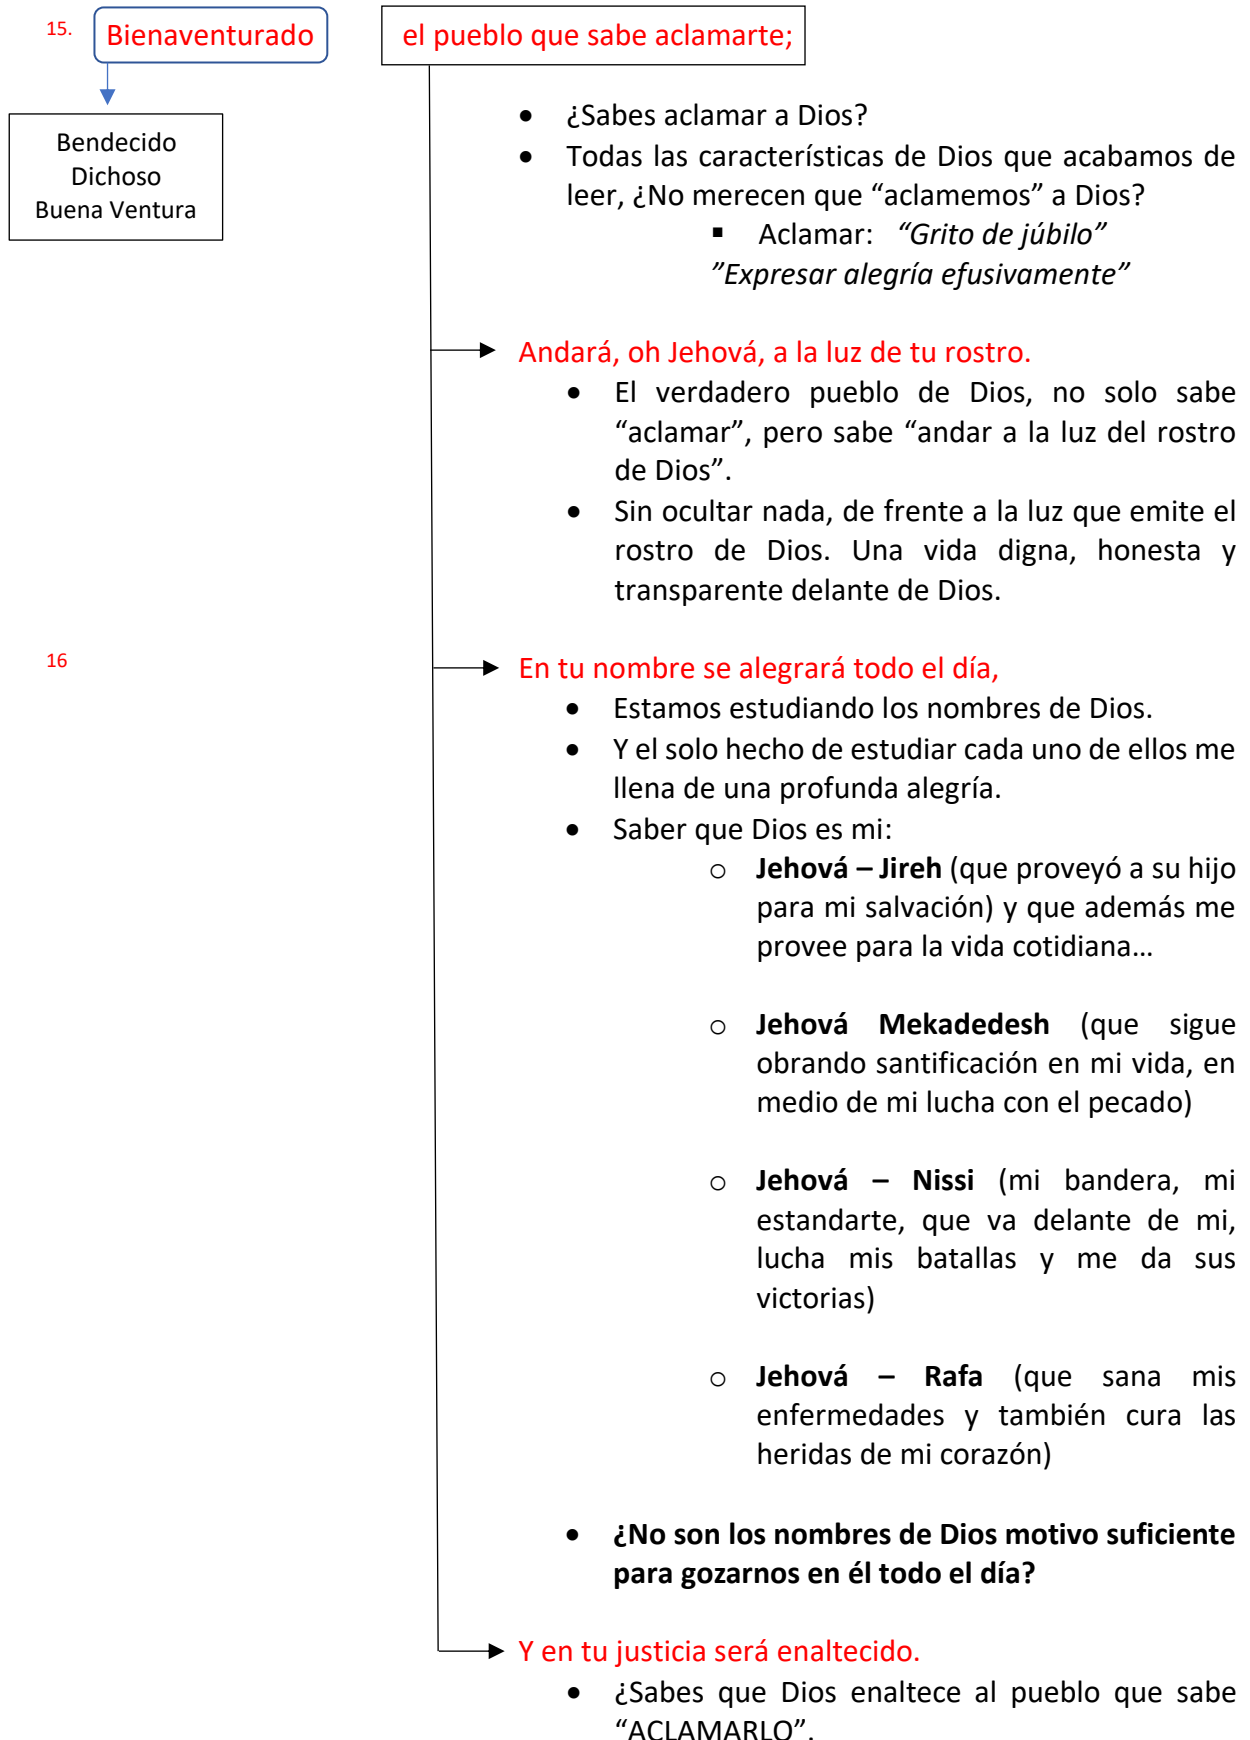 15. Bienaventurado el pueblo que sabe aclamarte;
Bendecido
Dichoso
Buena Ventura
• ¿Sabes aclamar a Dios?
• Todas las características de Dios que acabamos de
leer, ¿No merecen que “aclamemos” a Dios?
▪ Aclamar: “Grito de júbilo”
”Expresar alegría efusivamente”
Andará, oh Jehová, a la luz de tu rostro.
• El verdadero pueblo de Dios, no solo sabe
“aclamar”, pero sabe “andar a la luz del rostro
de Dios”.
• Sin ocultar nada, de frente a la luz que emite el
rostro de Dios. Una vida digna, honesta y
transparente delante de Dios.
16 En tu nombre se alegrará todo el día,
• Estamos estudiando los nombres de Dios.
• Y el solo hecho de estudiar cada uno de ellos me
llena de una profunda alegría.
• Saber que Dios es mi:
o Jehová – Jireh (que proveyó a su hijo
para mi salvación) y que además me
provee para la vida cotidiana…
o Jehová Mekadedesh (que sigue
obrando santificación en mi vida, en
medio de mi lucha con el pecado)
o Jehová – Nissi (mi bandera, mi
estandarte, que va delante de mi,
lucha mis batallas y me da sus
victorias)
o Jehová – Rafa (que sana mis
enfermedades y también cura las
heridas de mi corazón)
• ¿No son los nombres de Dios motivo suficiente
para gozarnos en él todo el día?
Y en tu justicia será enaltecido.
• ¿Sabes que Dios enaltece al pueblo que sabe
“ACLAMARLO”.